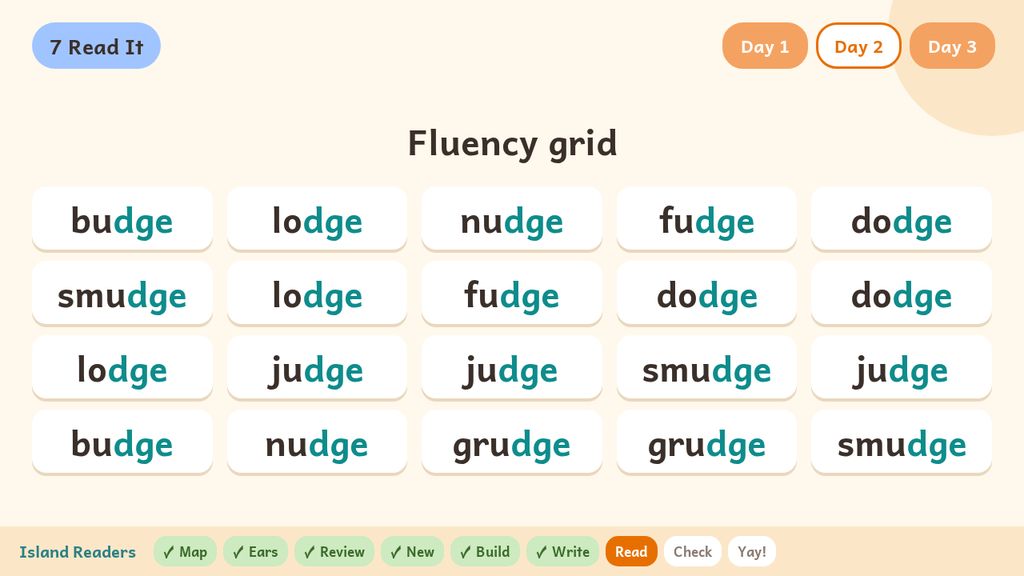 7 Read It
Day 1 Day 2 Day 3
Fluency grid
budge lodge nudge fudge dodge
smudge lodge fudge dodge dodge
lodge judge judge smudge judge
budge nudge grudge grudge smudge
Island Readers ✓ Map ✓ Ears ✓ Review ✓ New ✓ Build ✓ Write Read Check Yay!